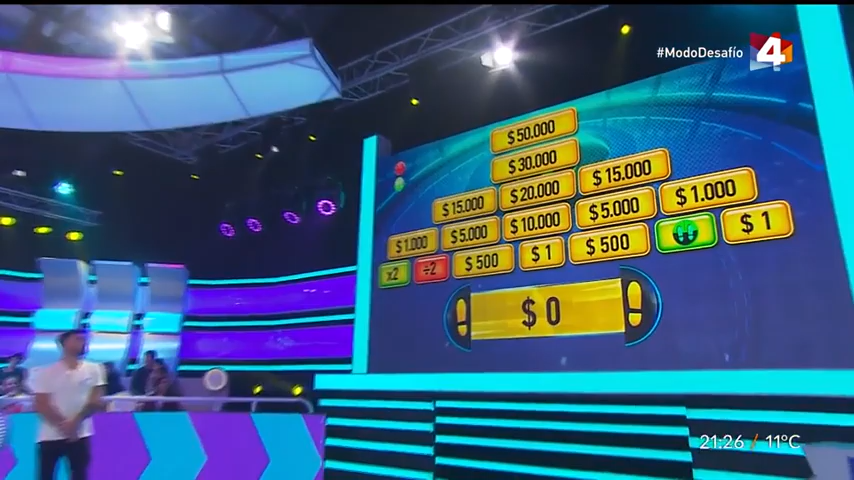 #ModoDesafío 4
$50.000
$30.000
$15.000 $20.000 $15.000
$1.000 $5.000 $10.000 $5.000 $1.000
x2 ÷2 $500 $1 $500 $1
$0
21:26 / 11°C